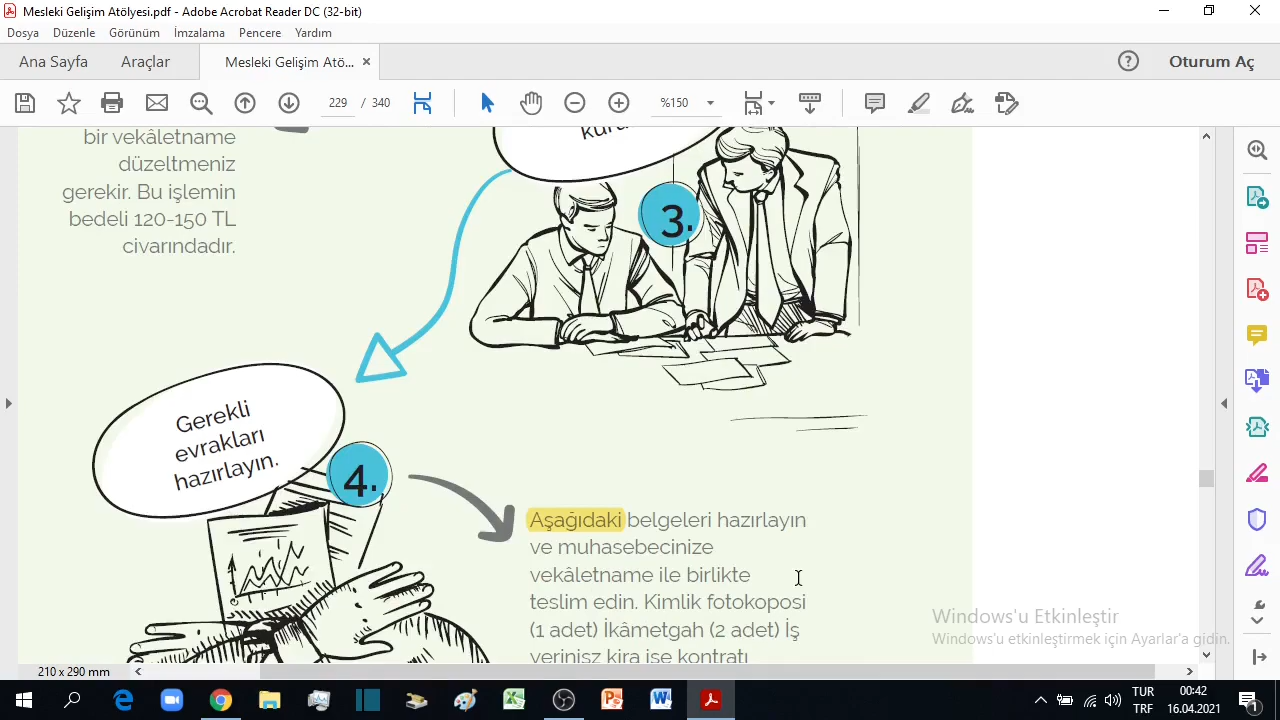 Mesleki Gelişim Atölyesi.pdf - Adobe Acrobat Reader DC (32-bit)
Dosya Düzenle Görünüm İmzalama Pencere Yardım
Ana Sayfa Araçlar Mesleki Gelişim Atö... × Oturum Aç
229 / 340 %150
bir vekâletname
düzeltmeniz
gerekir. Bu işlemin
bedeli 120-150 TL
civarındadır.
3.
Gerekli
evrakları
hazırlayın.
4.
Aşağıdaki belgeleri hazırlayın
ve muhasebecinize
vekâletname ile birlikte
teslim edin. Kimlik fotokoposi
(1 adet) İkâmetgah (2 adet) İş
yerinisz kira ise kontratı
Windows'u Etkinleştir
Windows'u etkinleştirmek için Ayarlar'a gidin.
210 x 290 mm
TUR 00:42
TRF 16.04.2021